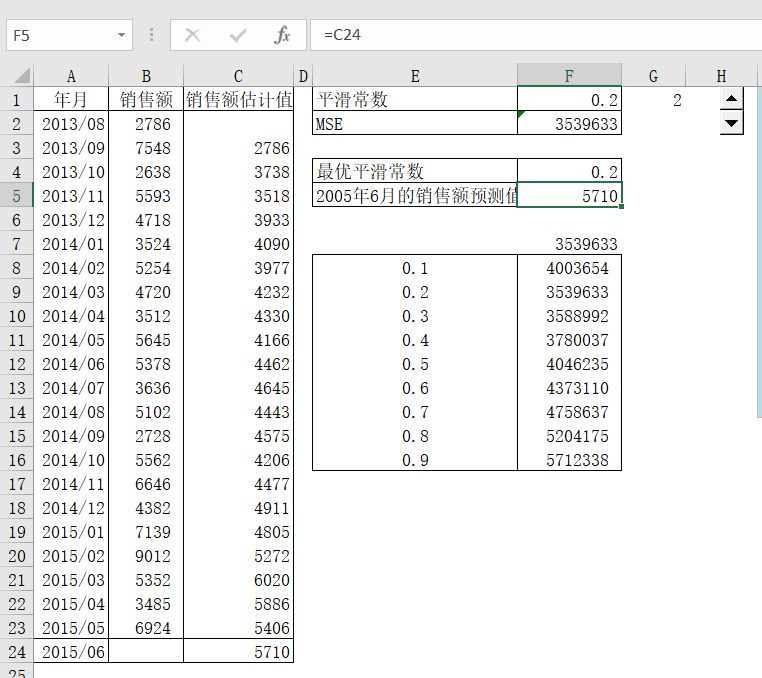 F5 fx =C24
A B C D E F G H
1 年月 销售额 销售额估计值 平滑常数 0.2 2
2 2013/08 2786 MSE 3539633
3 2013/09 7548 2786
4 2013/10 2638 3738 最优平滑常数 0.2
5 2013/11 5593 3518 2005年6月的销售额预测值 5710
6 2013/12 4718 3933
7 2014/01 3524 4090 3539633
8 2014/02 5254 3977 0.1 4003654
9 2014/03 4720 4232 0.2 3539633
10 2014/04 3512 4330 0.3 3588992
11 2014/05 5645 4166 0.4 3780037
12 2014/06 5378 4462 0.5 4046235
13 2014/07 3636 4645 0.6 4373110
14 2014/08 5102 4443 0.7 4758637
15 2014/09 2728 4575 0.8 5204175
16 2014/10 5562 4206 0.9 5712338
17 2014/11 6646 4477
18 2014/12 4382 4911
19 2015/01 7139 4805
20 2015/02 9012 5272
21 2015/03 5352 6020
22 2015/04 3485 5886
23 2015/05 6924 5406
24 2015/06 5710
25